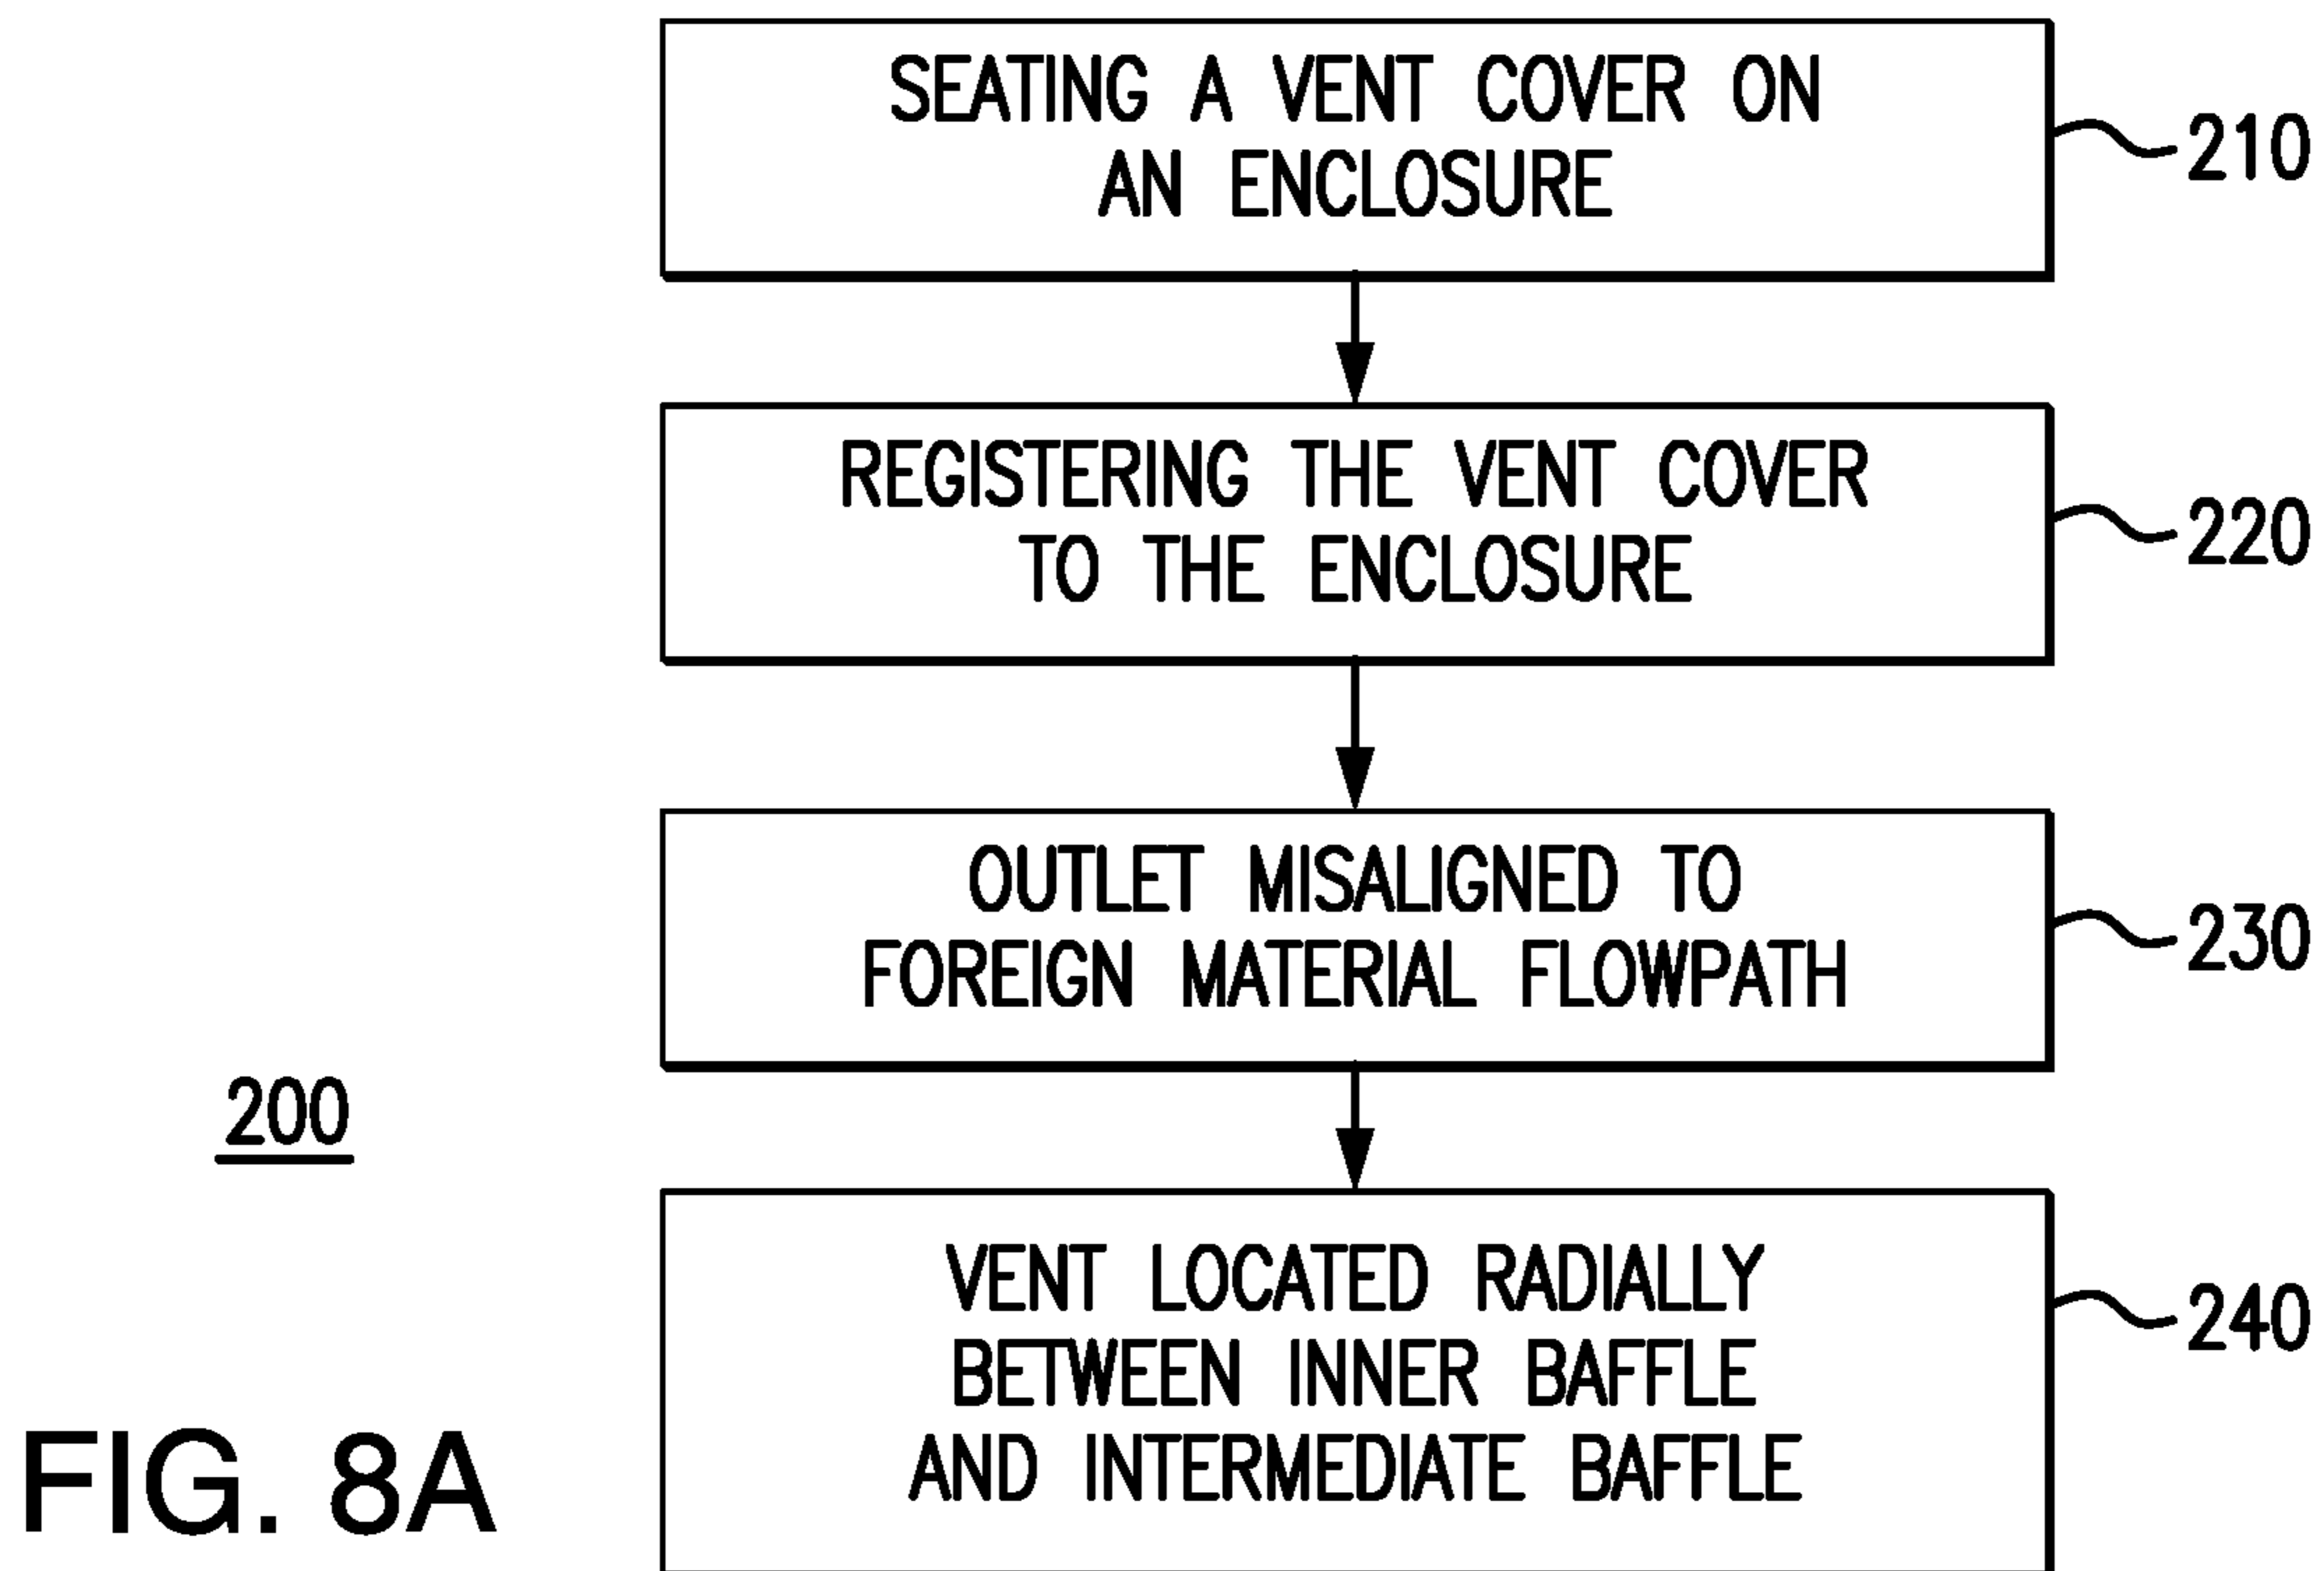 SEATING A VENT COVER ON
AN ENCLOSURE
210
REGISTERING THE VENT COVER
TO THE ENCLOSURE
220
OUTLET MISALIGNED TO
FOREIGN MATERIAL FLOWPATH
230
200
VENT LOCATED RADIALLY
BETWEEN INNER BAFFLE
AND INTERMEDIATE BAFFLE
240
FIG. 8A